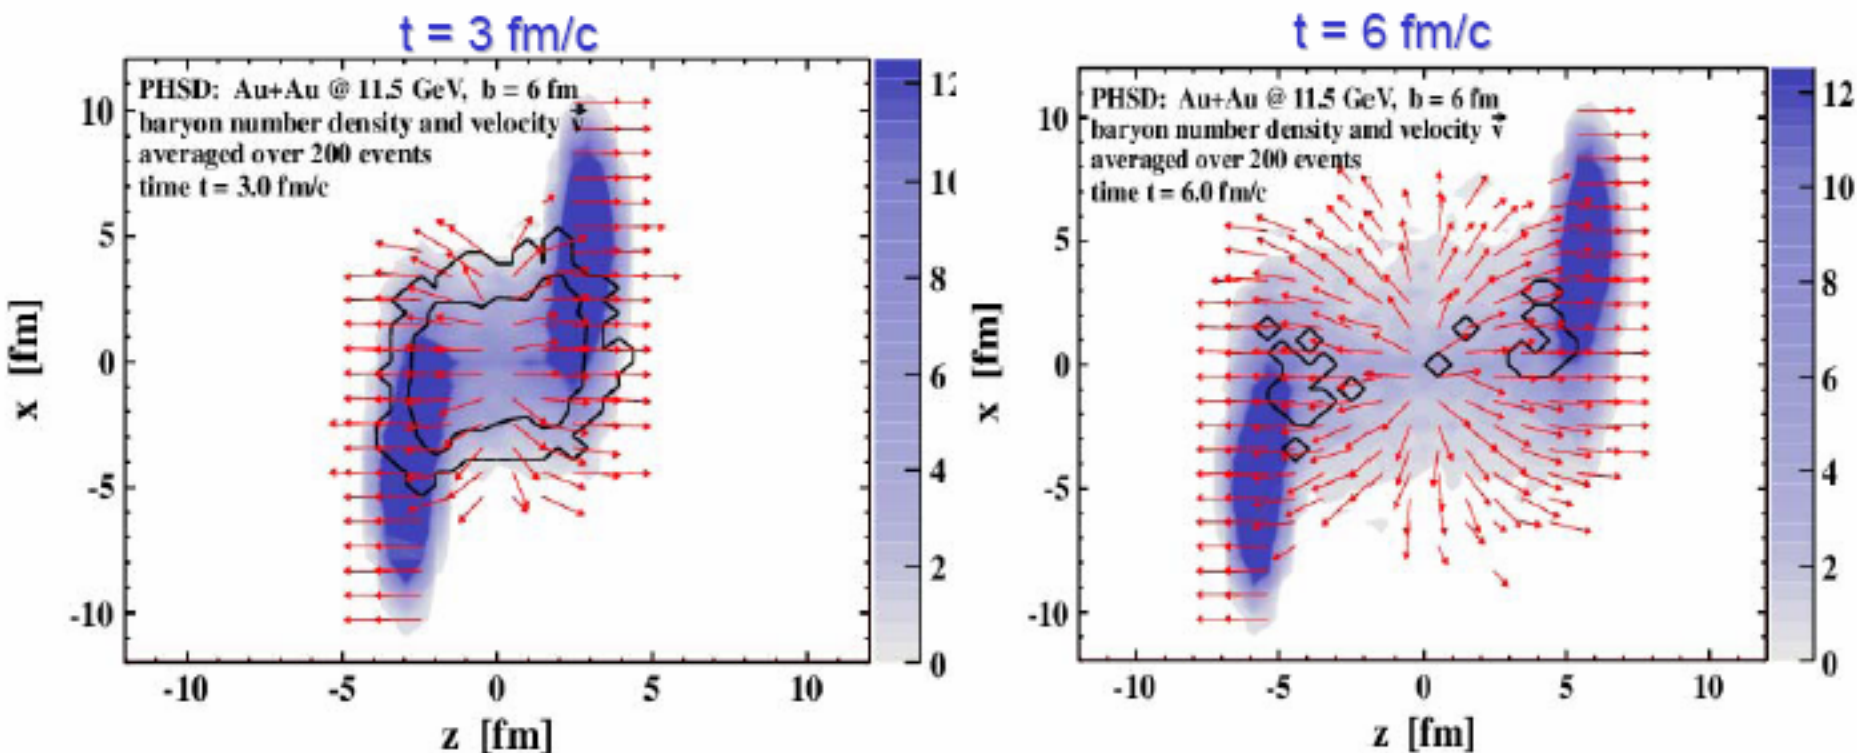 t = 3 fm/c
PHSD: Au+Au @ 11.5 GeV, b = 6 fm
baryon number density and velocity v
averaged over 200 events
time t = 3.0 fm/c
10
5
0
-5
-10
x [fm]
-10 -5 0 5 10
z [fm]
12
10
8
6
4
2
0
t = 6 fm/c
PHSD: Au+Au @ 11.5 GeV, b = 6 fm
baryon number density and velocity v
averaged over 200 events
time t = 6.0 fm/c
10
5
0
-5
-10
x [fm]
-10 -5 0 5 10
z [fm]
12
10
8
6
4
2
0